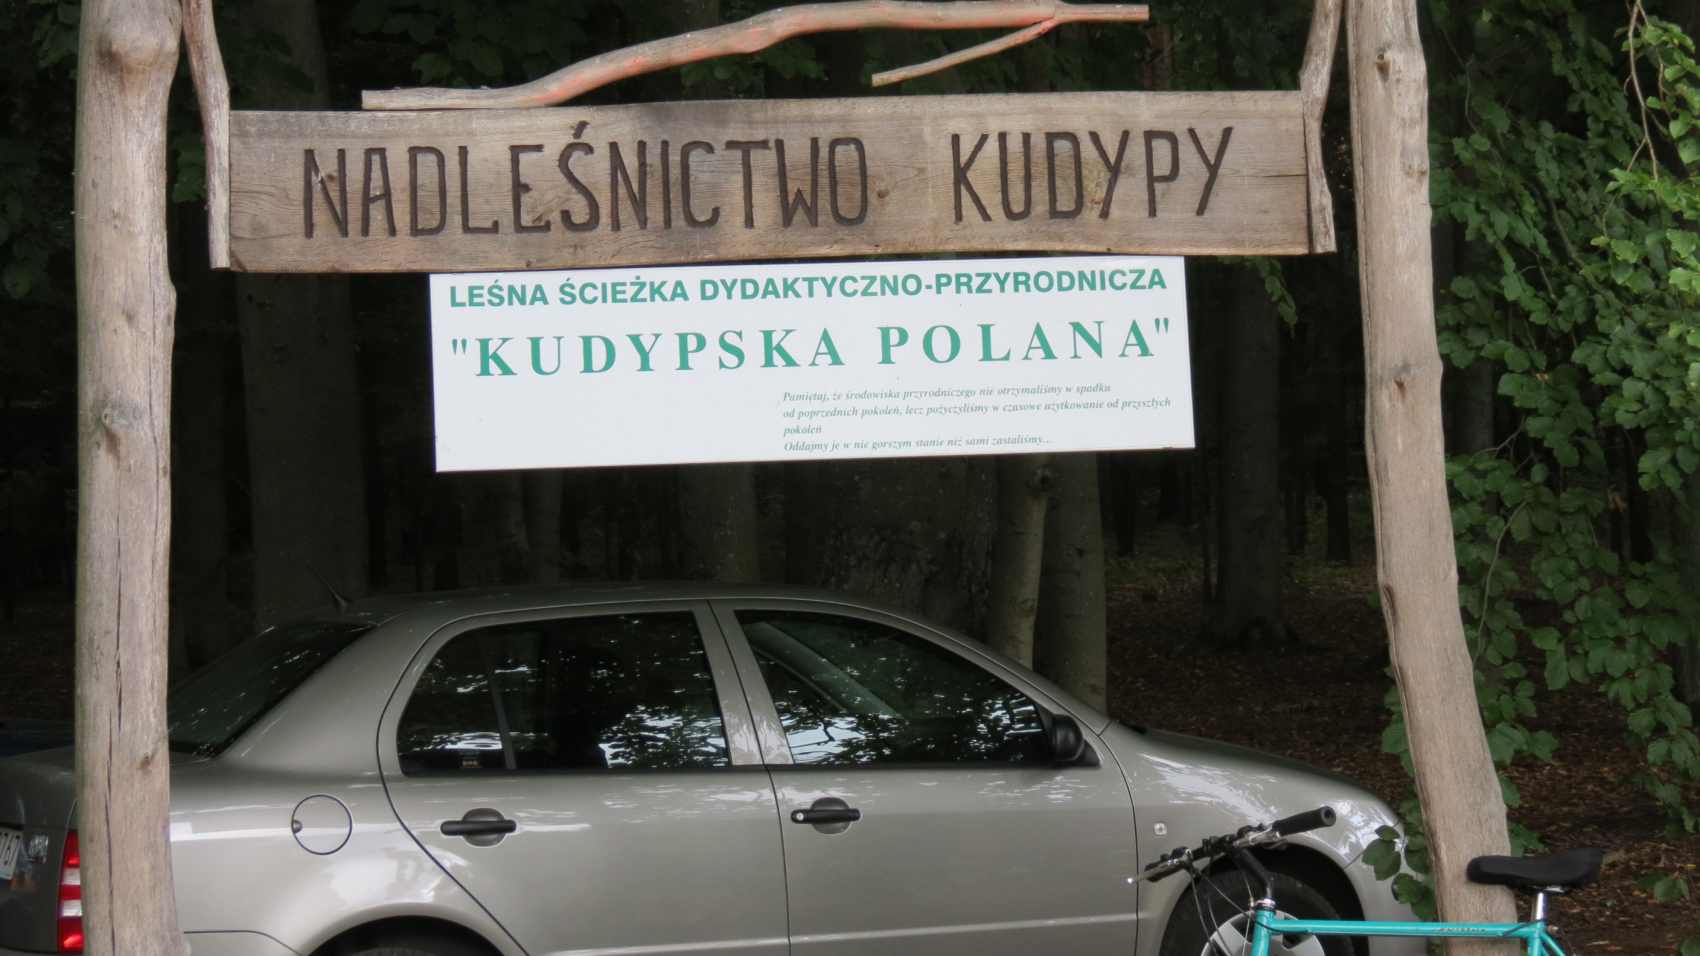 NADLEŚNICTWO KUDYPY
LEŚNA ŚCIEŻKA DYDAKTYCZNO-PRZYRODNICZA
"KUDYPSKA POLANA"
Pamiętaj, że środowiska przyrodniczego nie otrzymaliśmy w spadku
od poprzednich pokoleń, lecz pożyczyliśmy w czasowe użytkowanie od przyszłych
pokoleń
Oddajmy je w nie gorszym stanie niż sami zastaliśmy...